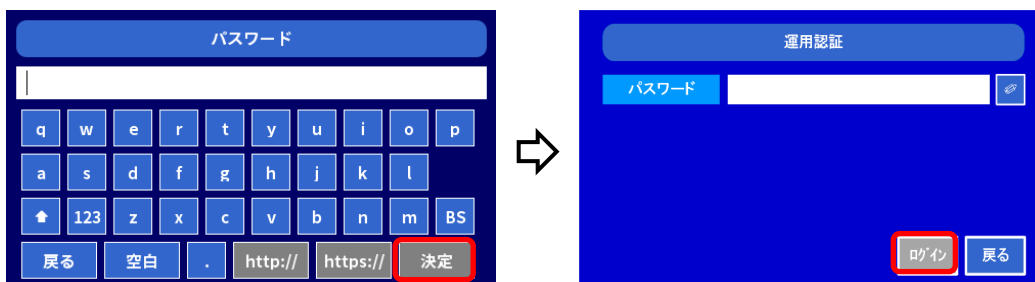 パスワード
q w e r t y u i o p
a s d f g h j k l
123 z x c v b n m BS
戻る 空白 . http:// https:// 決定
運用認証
パスワード
ログイン 戻る